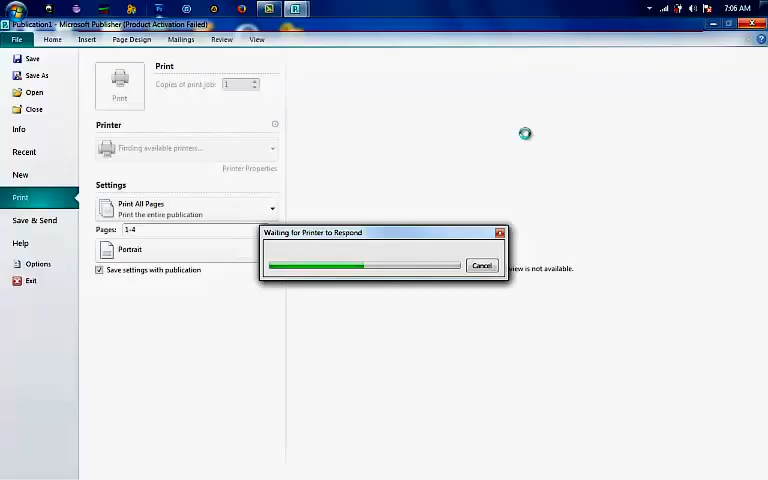 7:06 AM
Publication1 - Microsoft Publisher (Product Activation Failed)
File Home Insert Page Design Mailings Review View
Save
Save As
Open
Close
Info
Recent
New
Print
Save & Send
Help
Options
Exit
Print
Print
Copies of print job: 1
Printer
Finding available printers...
Printer Properties
Settings
Print All Pages
Print the entire publication
Pages: 1-4
Portrait
Save settings with publication
Waiting for Printer to Respond
Cancel
view is not available.